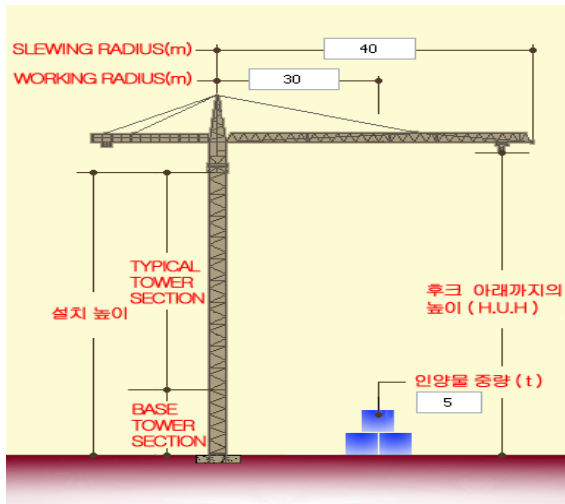 SLEWING RADIUS(m)
40
WORKING RADIUS(m)
30
TYPICAL
TOWER
SECTION
설치 높이
후크 아래까지의
높이 ( H.U.H )
인양물 중량 ( t )
5
BASE
TOWER
SECTION